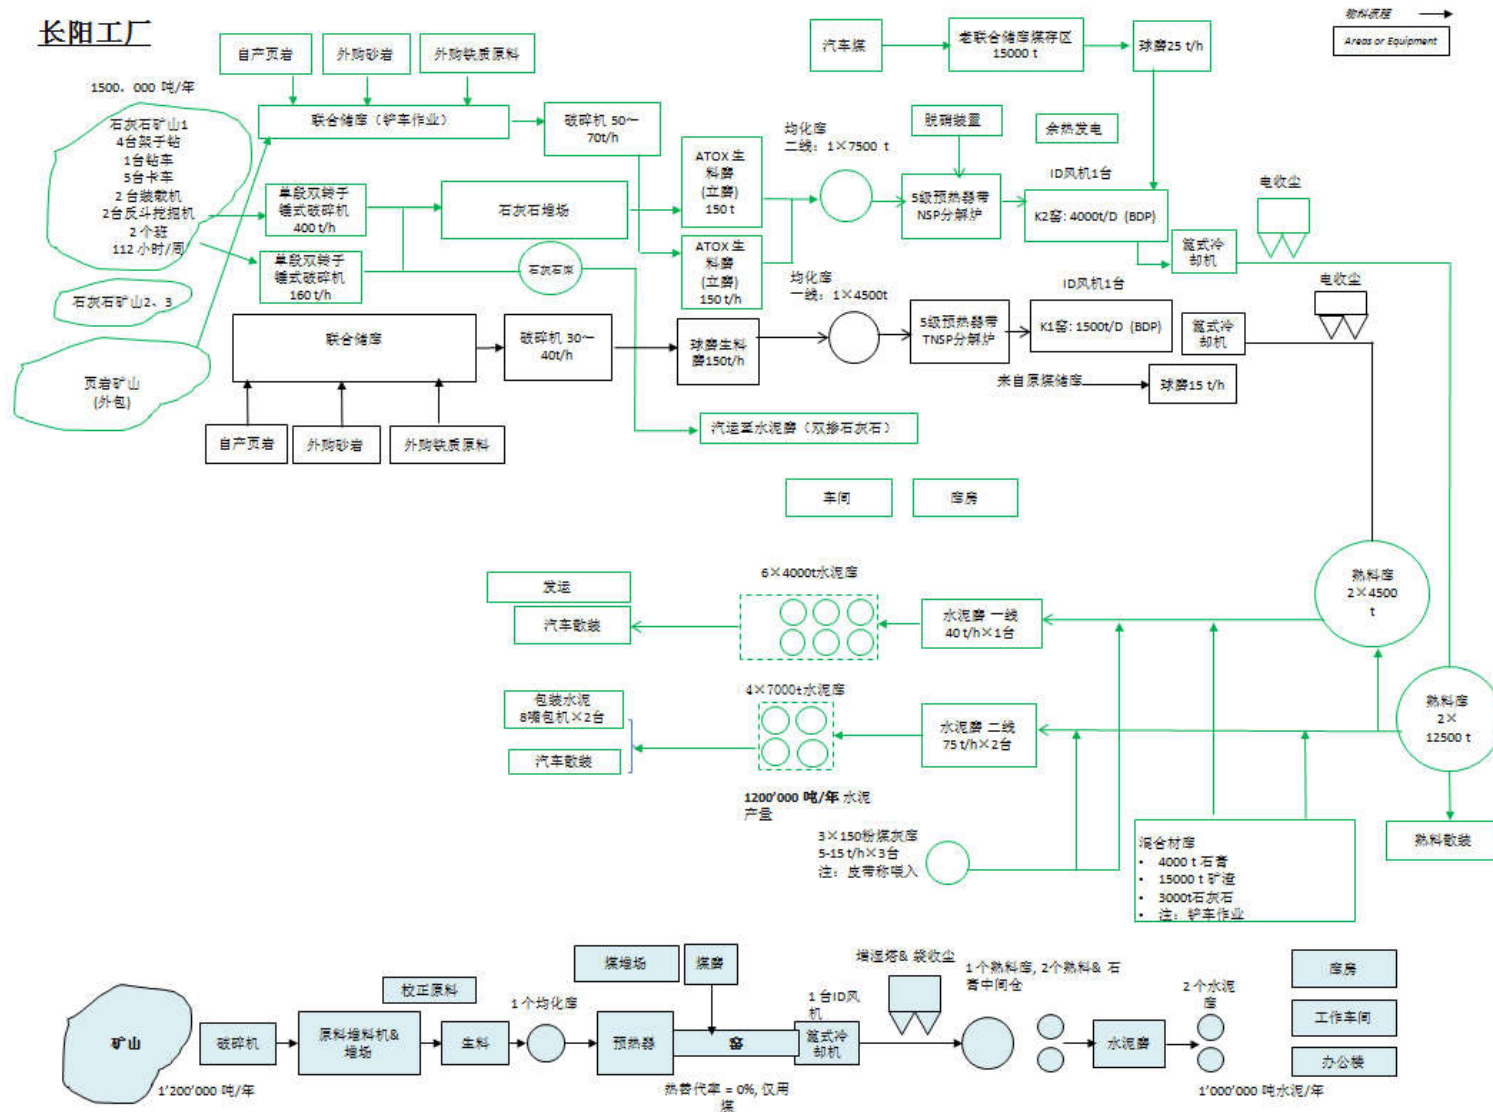 长阳工厂
物料流程
Areas or Equipment
自产页岩
外购砂岩
外购铁质原料
汽车煤
老联合储库煤存区
15000 t
球磨25 t/h
1500，000 吨/年
石灰石矿山1
4台架子钻
1台钻车
5台卡车
2 台装载机
2台反斗挖掘机
2 个班
112 小时/周
联合储库（铲车作业）
破碎机 50～
70t/h
ATOX 生
料磨
(立磨)
150 t
均化库
二线：1×7500 t
脱硝装置
余热发电
5级预热器带
NSP分解炉
ID风机1台
K2窑: 4000t/D (BDP)
篦式冷
却机
电收尘
单段双转子
锤式破碎机
400 t/h
石灰石堆场
单段双转子
锤式破碎机
160 t/h
石灰石库
ATOX 生
料磨
(立磨)
150 t/h
石灰石矿山2、3
页岩矿山
(外包)
联合储库
破碎机 30～
40t/h
球磨生料
磨150t/h
均化库
一线：1×4500t
5级预热器带
TNSP分解炉
ID风机1台
K1窑: 1500t/D (BDP)
篦式冷
却机
电收尘
来自原煤储库
球磨15 t/h
自产页岩
外购砂岩
外购铁质原料
汽运至水泥磨（双掺石灰石）
车间
库房
熟料库
2×4500
t
6×4000t水泥库
发运
汽车散装
水泥磨 一线
40 t/h×1台
熟料库
2×
12500 t
4×7000t水泥库
包装水泥
8嘴包机×2台
汽车散装
水泥磨 二线
75 t/h×2台
1200’000 吨/年 水泥
产量
3×150粉煤灰库
5-15 t/h×3台
注：皮带称喂入
混合材库
• 4000 t 石膏
• 15000 t 矿渣
• 3000t石灰石
• 注：铲车作业
熟料散装
矿山
1’200’000 吨/年
破碎机
原料堆料机&
堆场
校正原料
生料
1个均化库
煤堆场
煤磨
预热器
窑
热替代率 = 0%, 仅用
煤
1 台ID风
机
篦式冷
却机
增湿塔& 袋收尘
1 个熟料库, 2个熟料& 石
膏中间仓
水泥磨
2 个水泥
库
1’000’000 吨水泥/年
库房
工作车间
办公楼